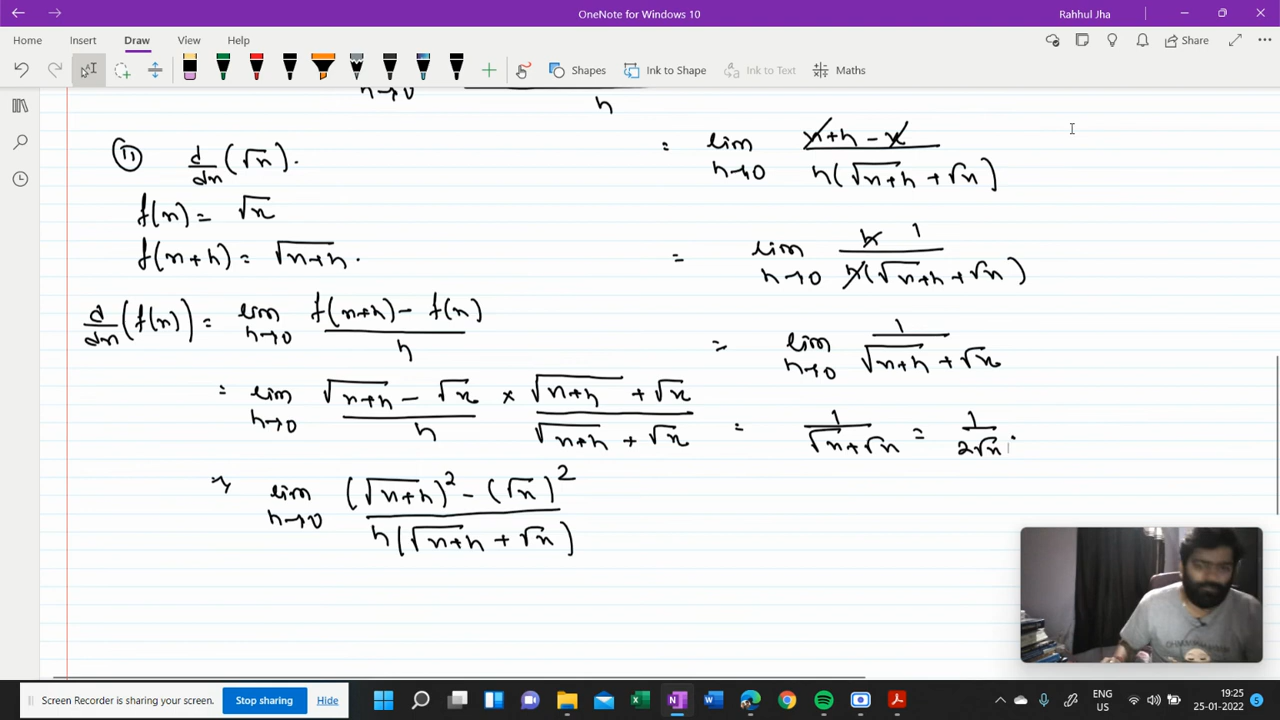 OneNote for Windows 10
Rahhul Jha
Home Insert Draw View Help
Share
Shapes
Ink to Shape
Ink to Text
Maths
h→0
h
(ii) d/dx (√x).
f(x) = √x
f(x+h) = √x+h .
d/dx (f(x)) = lim h→0 f(x+h) - f(x) / h
= lim h→0 √x+h - √x / h × √x+h + √x / √x+h + √x
⇒ lim h→0 (√x+h)² - (√x)² / h(√x+h + √x)
= lim h→0 x+h - x / h(√x+h + √x)
= lim h→0 h 1 / h(√x+h + √x)
= lim h→0 1 / √x+h + √x
= 1 / √x+√x = 1 / 2√x .
Screen Recorder is sharing your screen.
Stop sharing
Hide
ENG
US
19:25
25-01-2022